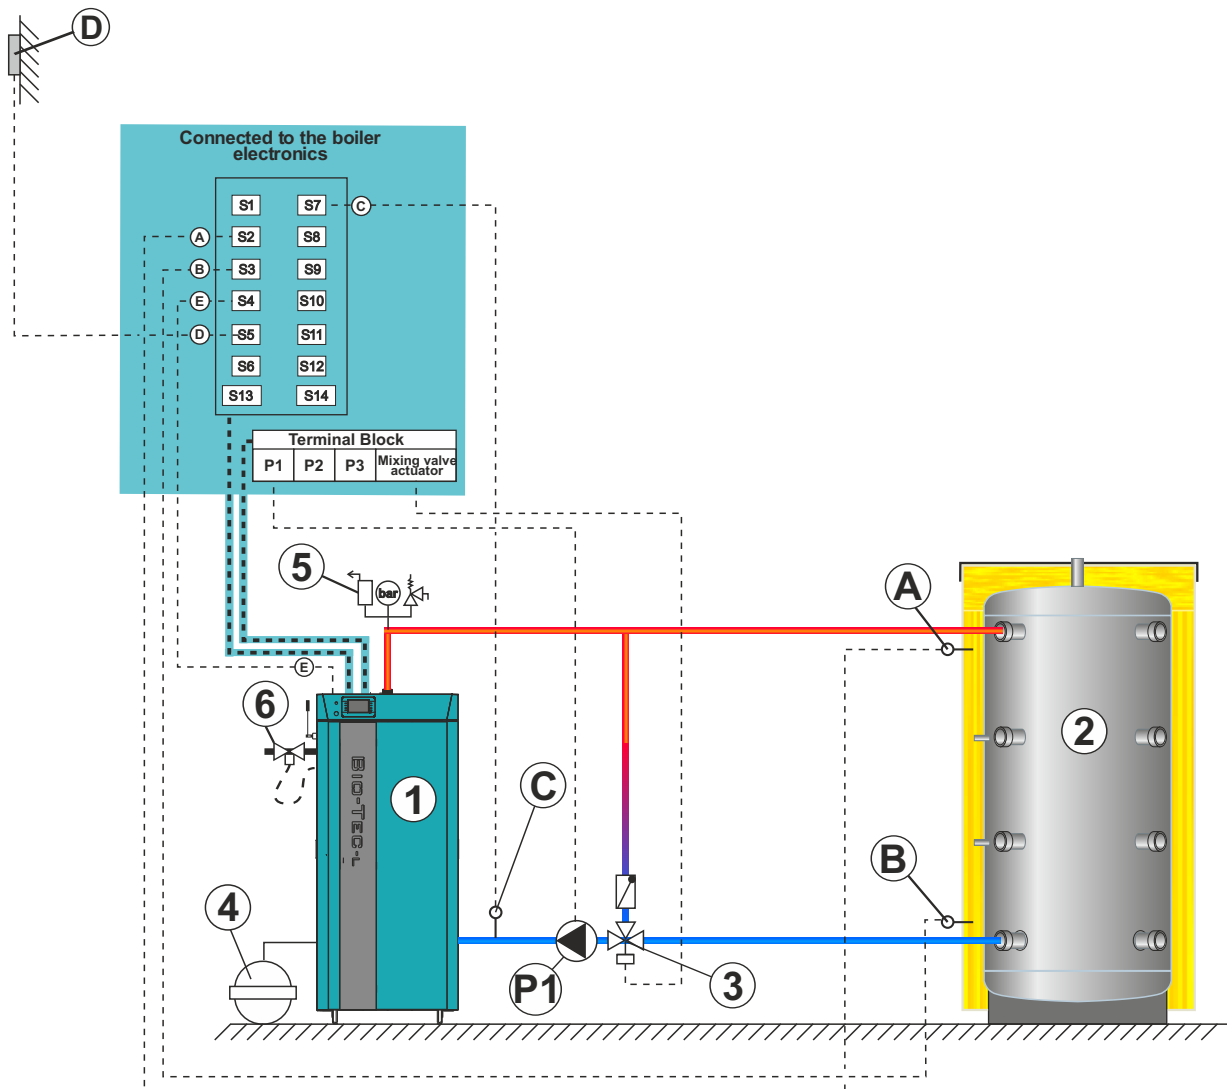 D
Connected to the boiler
electronics
S1 S7 C
A S2 S8
B S3 S9
E S4 S10
D S5 S11
S6 S12
S13 S14
Terminal Block
P1 P2 P3 Mixing valve
actuator
5
bar
A
E
6
2
BIO-TEC-L
1
C
B
4
P1
3